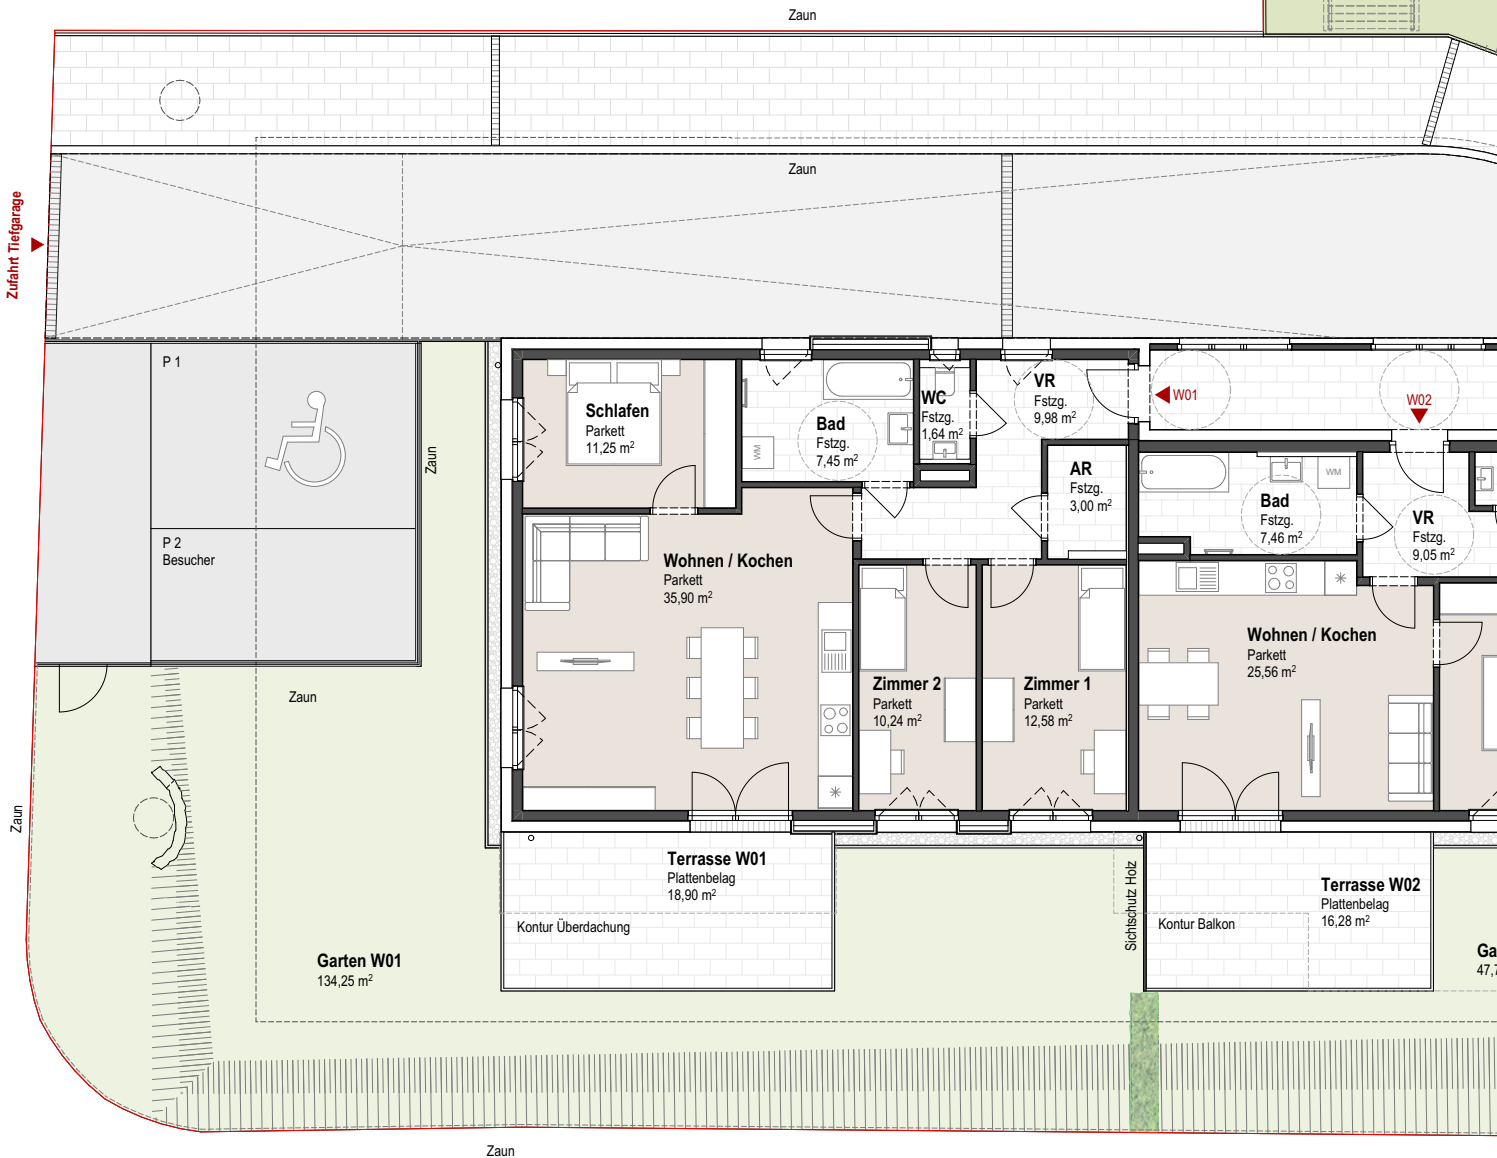 Zaun
Zaun
Zufahrt Tiefgarage
P 1
P 2
Besucher
Zaun
Zaun
Zaun
Schlafen
Parkett
11,25 m²
Bad
Fstzg.
7,45 m²
WM
WC
Fstzg.
1,64 m²
VR
Fstzg.
9,98 m²
AR
Fstzg.
3,00 m²
W01
W02
Bad
Fstzg.
7,46 m²
WM
VR
Fstzg.
9,05 m²
Wohnen / Kochen
Parkett
35,90 m²
Zimmer 2
Parkett
10,24 m²
Zimmer 1
Parkett
12,58 m²
Wohnen / Kochen
Parkett
25,56 m²
Terrasse W01
Plattenbelag
18,90 m²
Kontur Überdachung
Sichtschutz Holz
Terrasse W02
Plattenbelag
16,28 m²
Kontur Balkon
Garten W01
134,25 m²
Ga
47,7
Zaun